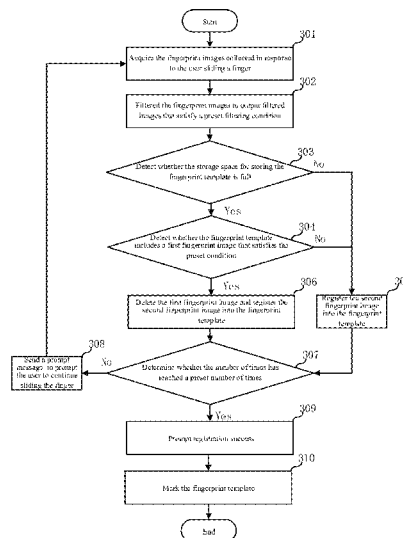 Start
301
Acquire the fingerprint images collected in response
to the user sliding a finger
302
Filtered the fingerprint images to output filtered
images that satisfy a preset filtering condition
303
Detect whether the storage space for storing the
fingerprint template is full
No
Yes
304
Detect whether the fingerprint template
includes a first fingerprint image that satisfies the
preset condition
No
Yes
306
Delete the first fingerprint image and register the
second fingerprint image into the fingerprint
template
30
Register the second
fingerprint image
into the fingerprint
template
307
Determine whether the number of times has
reached a preset number of times
No
308
Send a prompt
message to prompt
the user to continue
sliding the finger
Yes
309
Prompt registration success
310
Mark the fingerprint template
End